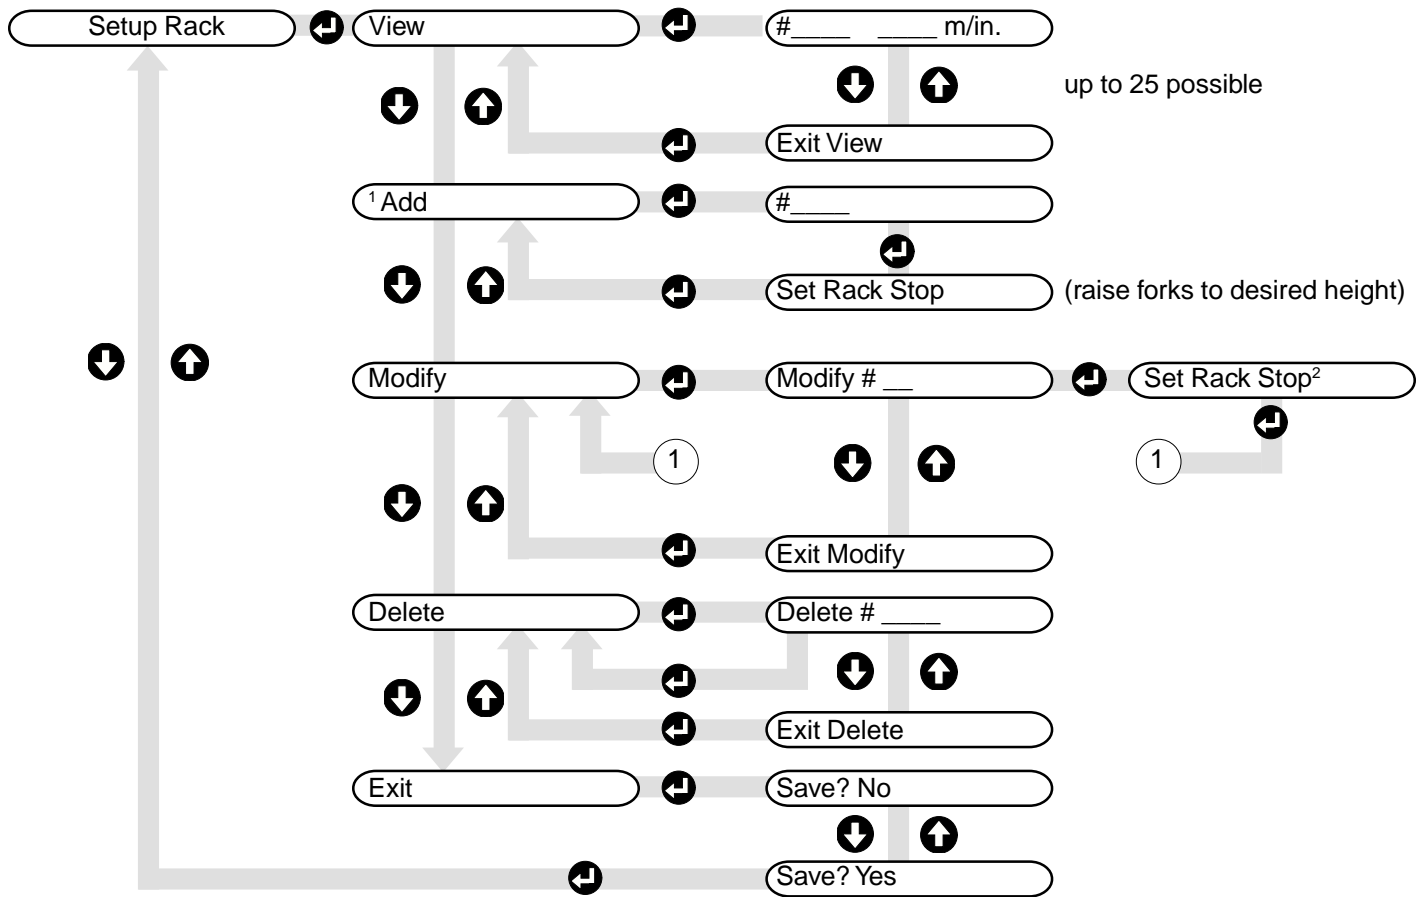 Setup Rack
View
#____ ____ m/in.
up to 25 possible
Exit View
¹ Add
#____
Set Rack Stop
(raise forks to desired height)
Modify
Modify # __
Set Rack Stop²
1
1
Exit Modify
Delete
Delete # ____
Exit Delete
Exit
Save? No
Save? Yes